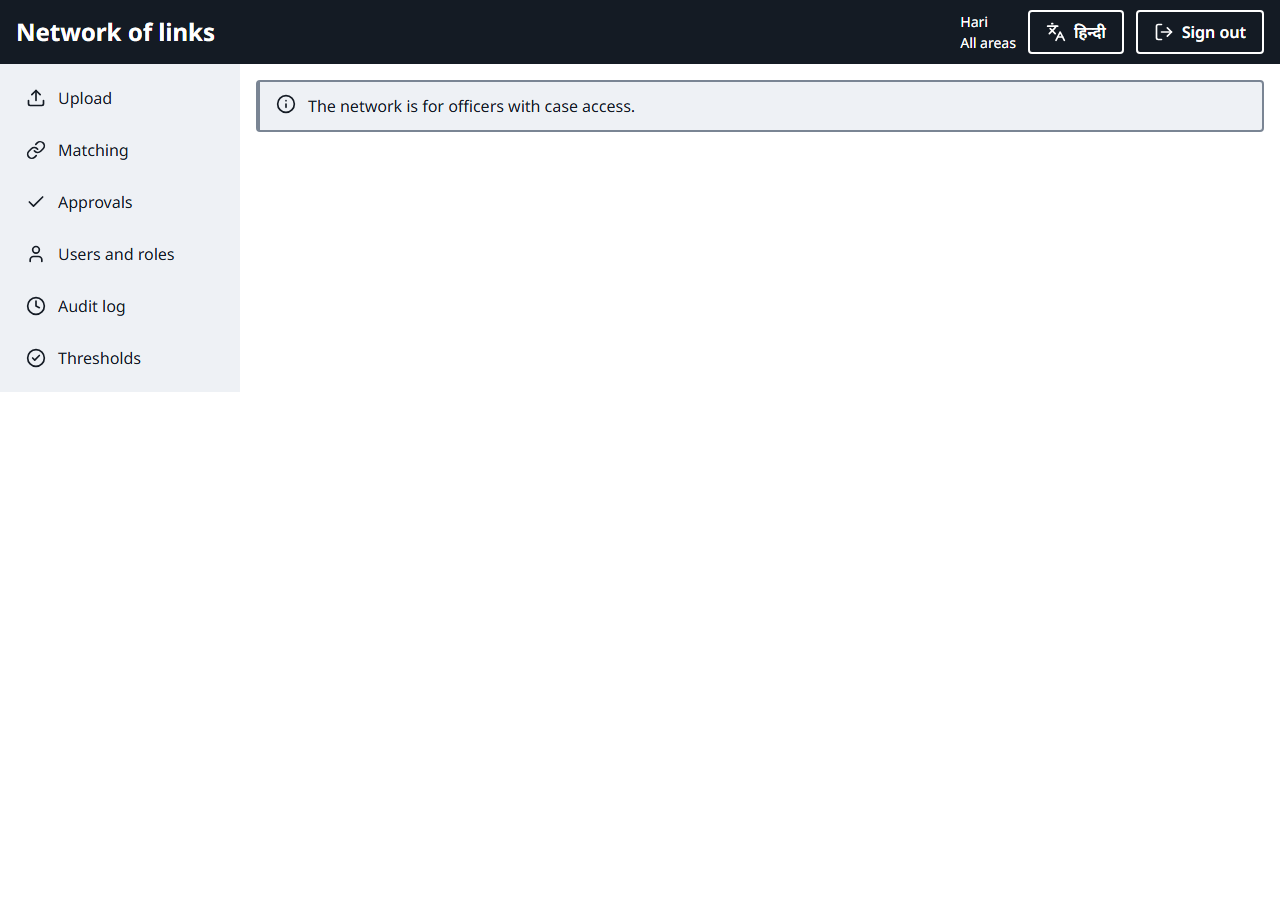 Network of links
Hari
All areas
हिन्दी
Sign out
Upload
Matching
Approvals
Users and roles
Audit log
Thresholds
The network is for officers with case access.